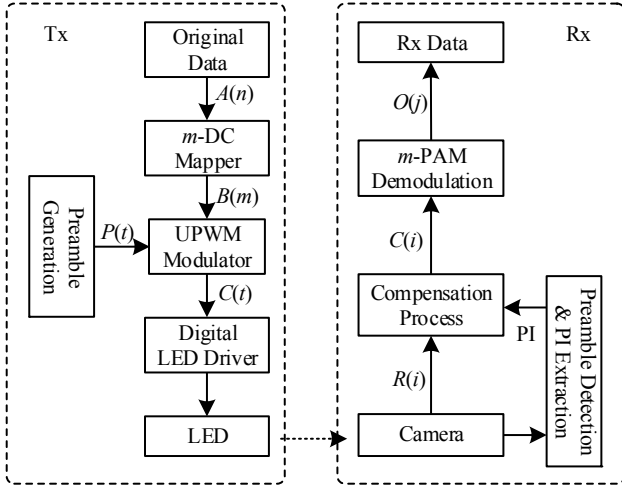 Tx
Original
Data
A(n)
m-DC
Mapper
B(m)
Preamble
Generation
P(t)
UPWM
Modulator
C(t)
Digital
LED Driver
LED
Rx
Rx Data
O(j)
m-PAM
Demodulation
C(i)
Compensation
Process
PI
Preamble Detection
& PI Extraction
R(i)
Camera